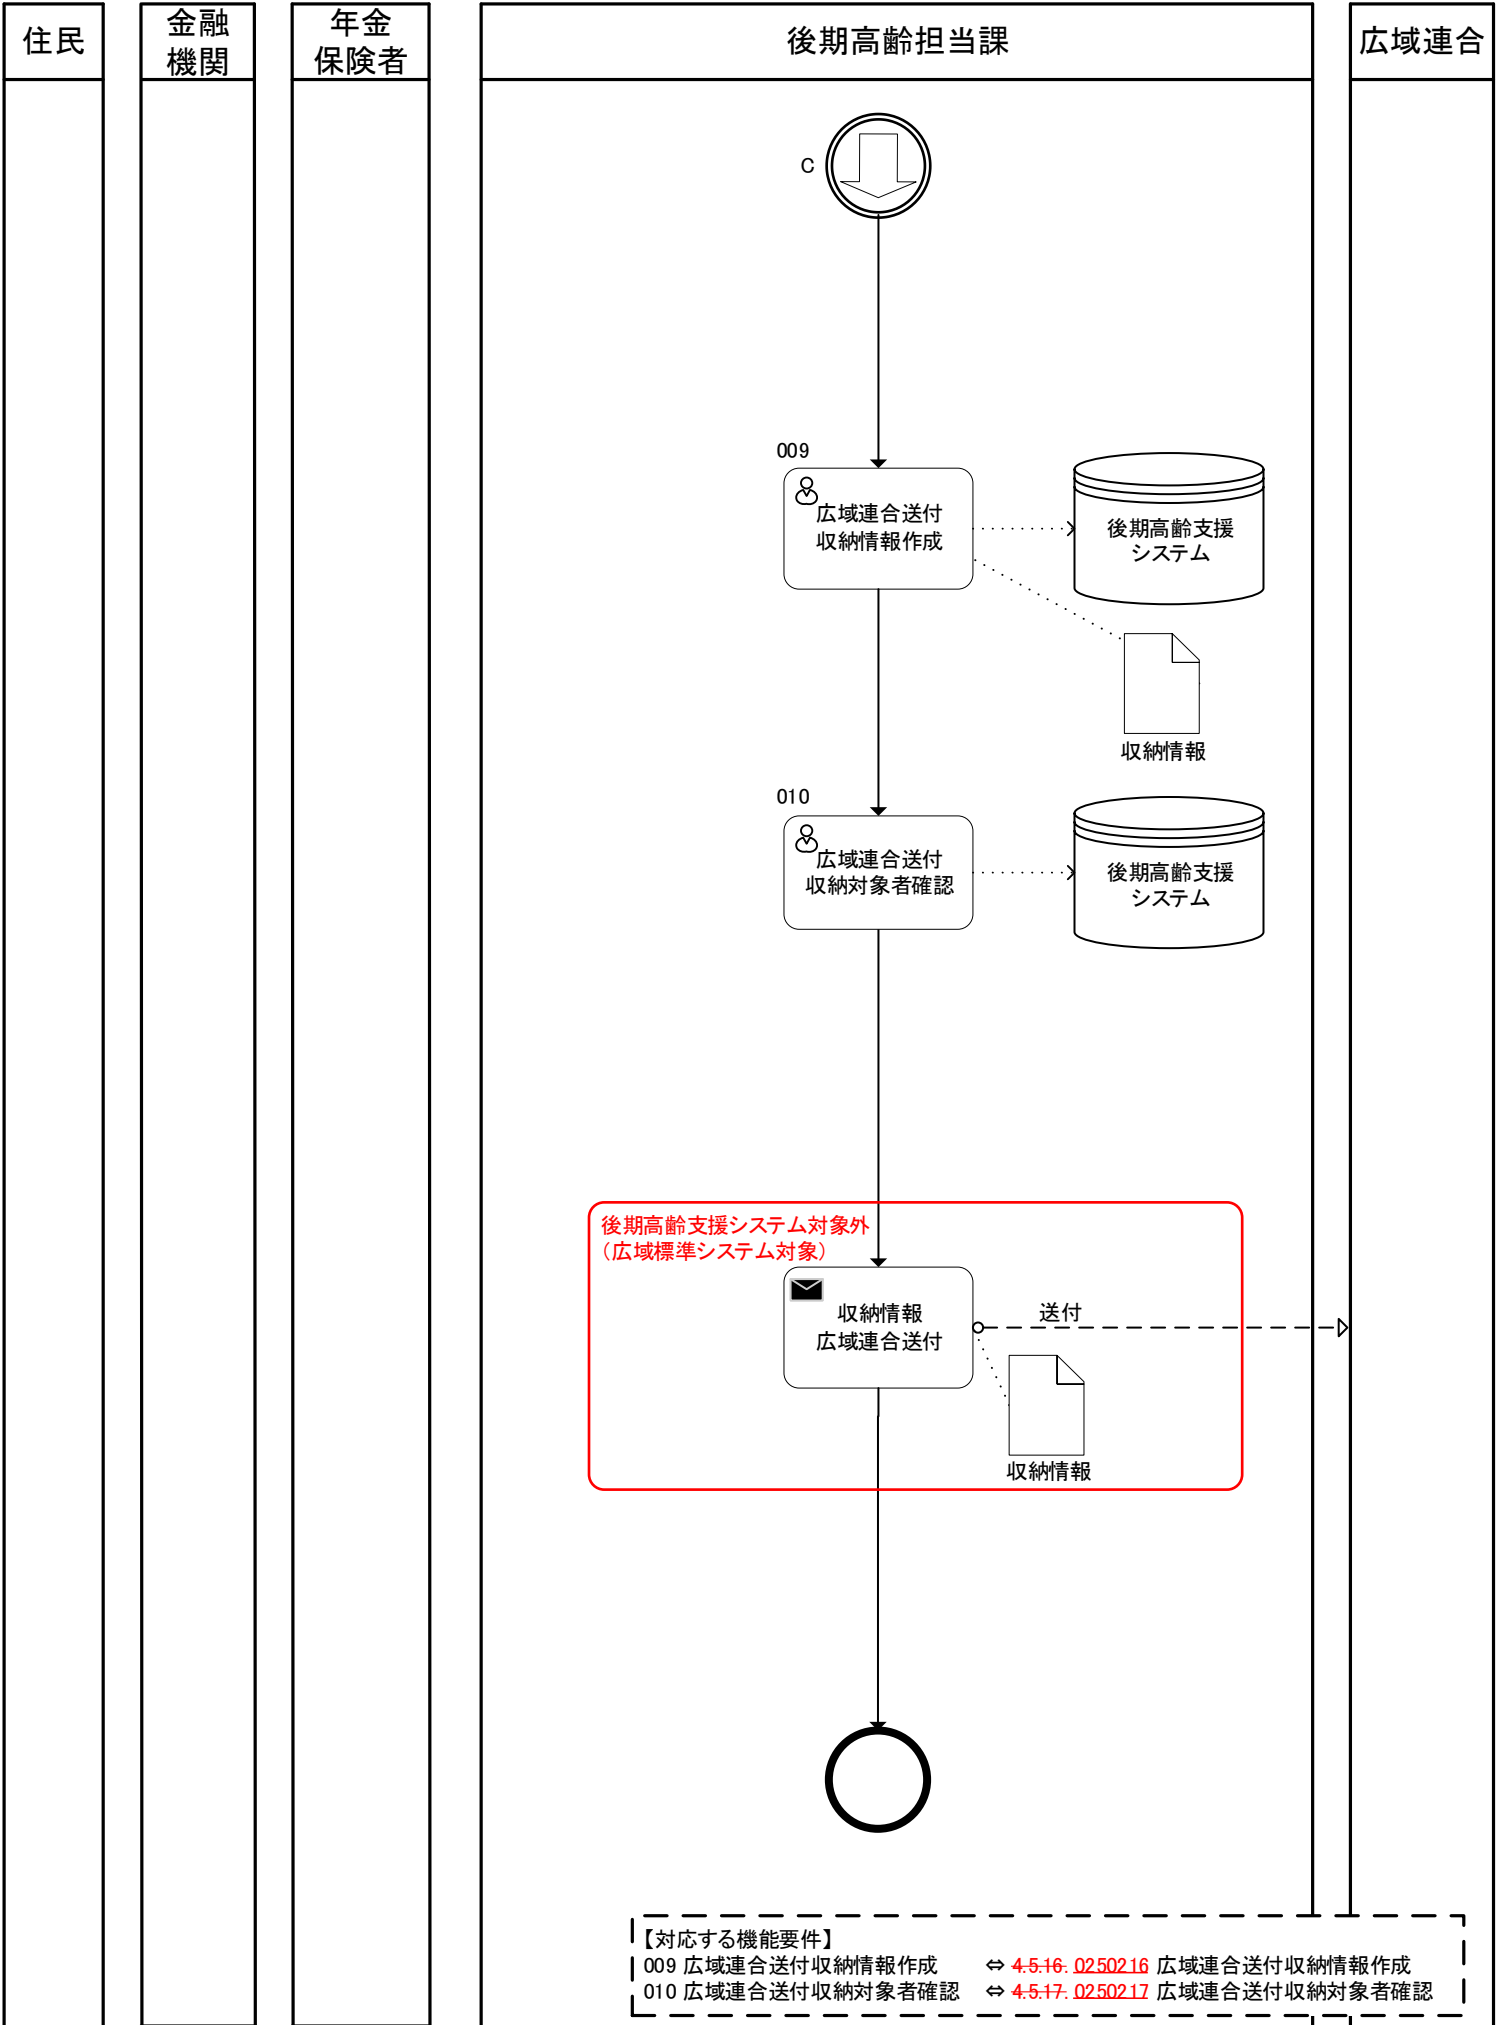 住民
金融
機関
年金
保険者
後期高齢担当課
広域連合
C
009
広域連合送付
収納情報作成
後期高齢支援
システム
収納情報
010
広域連合送付
収納対象者確認
後期高齢支援
システム
後期高齢支援システム対象外
（広域標準システム対象）
収納情報
広域連合送付
送付
収納情報
【対応する機能要件】
009 広域連合送付収納情報作成 ⇔ 4.5.16. 0250216 広域連合送付収納情報作成
010 広域連合送付収納対象者確認 ⇔ 4.5.17. 0250217 広域連合送付収納対象者確認